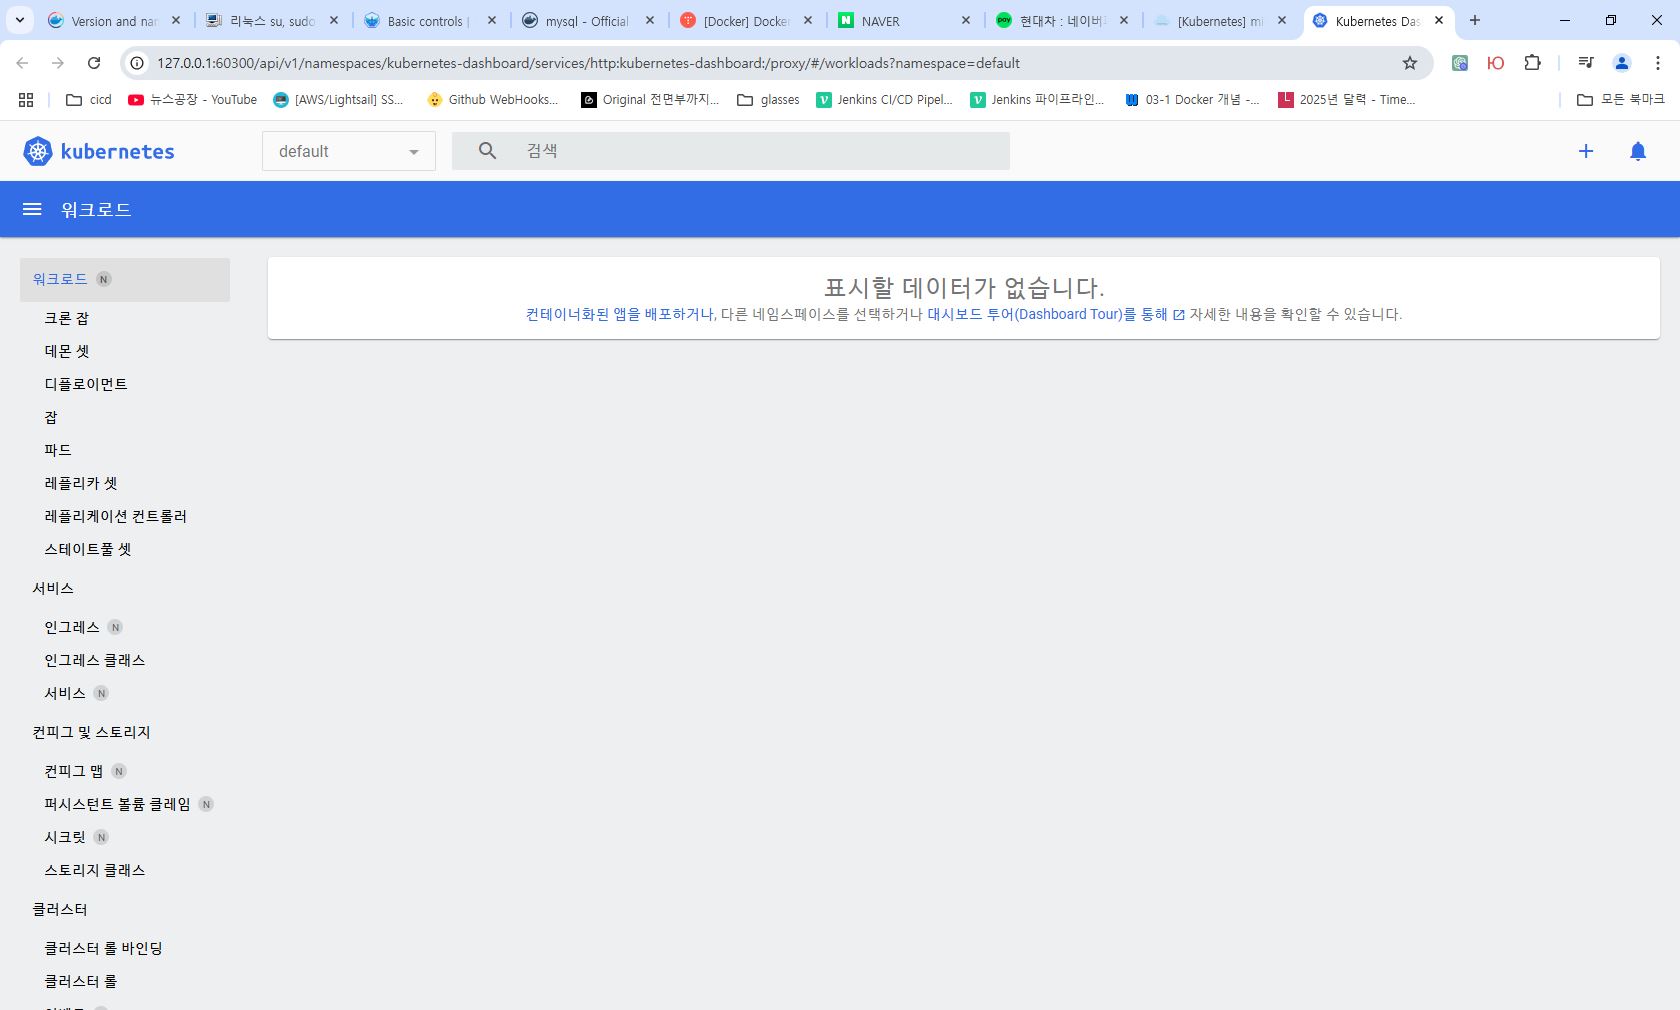 Version and nam
리눅스 su, sudo
Basic controls |
mysql - Official
[Docker] Docker
NAVER
현대차 : 네이버페
[Kubernetes] mi
Kubernetes Das
127.0.0.1:60300/api/v1/namespaces/kubernetes-dashboard/services/http:kubernetes-dashboard:/proxy/#/workloads?namespace=default
cicd
뉴스공장 - YouTube
[AWS/Lightsail] SS...
Github WebHooks...
Original 전면부까지...
glasses
Jenkins CI/CD Pipel...
Jenkins 파이프라인...
03-1 Docker 개념 -...
2025년 달력 - Time...
모든 북마크
kubernetes
default
검색
워크로드
워크로드 N
크론 잡
데몬 셋
디플로이먼트
잡
파드
레플리카 셋
레플리케이션 컨트롤러
스테이트풀 셋
서비스
인그레스 N
인그레스 클래스
서비스 N
컨피그 및 스토리지
컨피그 맵 N
퍼시스턴트 볼륨 클레임 N
시크릿 N
스토리지 클래스
클러스터
클러스터 롤 바인딩
클러스터 롤
표시할 데이터가 없습니다.
컨테이너화된 앱을 배포하거나, 다른 네임스페이스를 선택하거나 대시보드 투어(Dashboard Tour)를 통해 자세한 내용을 확인할 수 있습니다.